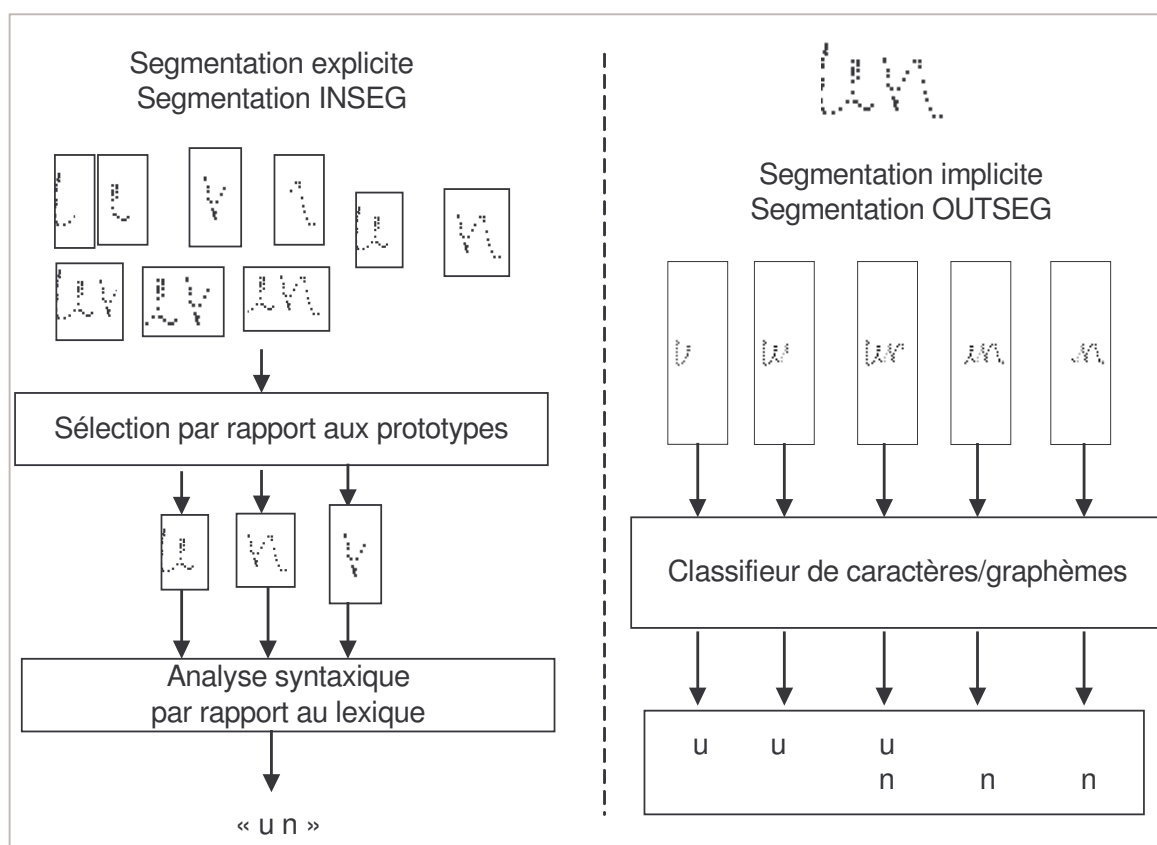 Segmentation explicite
Segmentation INSEG
Sélection par rapport aux prototypes
Analyse syntaxique
par rapport au lexique
« u n »
un
Segmentation implicite
Segmentation OUTSEG
Classifieur de caractères/graphèmes
u u u
n n n